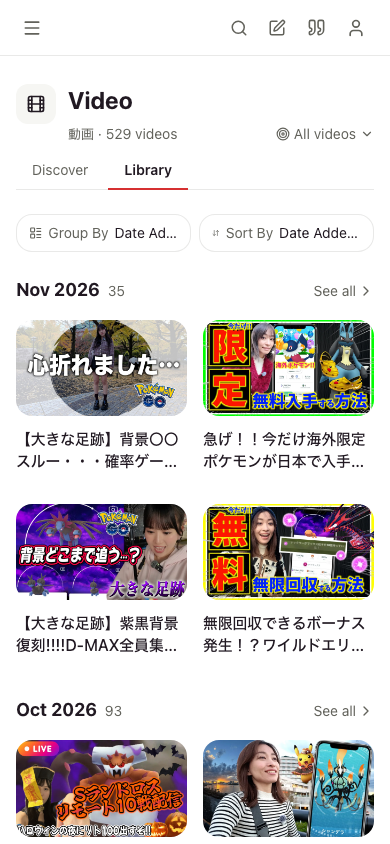 Video
動画 · 529 videos
All videos
Discover
Library
Group By Date Ad...
Sort By Date Adde...
Nov 2026 35
See all
心折れました…
Pokémon
GO
限定
海外ポケモン!!
無料入手する方法
【大きな足跡】背景〇〇
スルー・・・確率ゲー...
急げ！！今だけ海外限定
ポケモンが日本で入手...
Pokémon
GO
背景どこまで追う…?
大きな足跡
無料
無限回収する方法
【大きな足跡】紫黒背景
復刻!!!!D-MAX全員集...
無限回収できるボーナス
発生！？ワイルドエリ...
Oct 2026 93
See all
LIVE
Sランドロス
リモート10戦配信